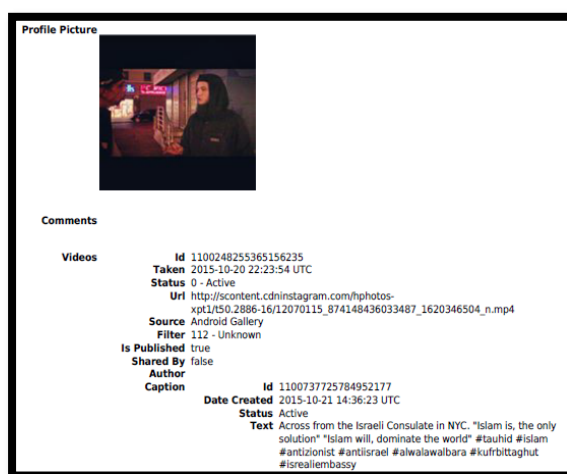 Profile Picture
Comments
Videos
Id 1100248255365156235
Taken 2015-10-20 22:23:54 UTC
Status 0 - Active
Url http://scontent.cdninstagram.com/hphotos-
xpt1/t50.2886-16/12070115_874148436033487_1620346504_n.mp4
Source Android Gallery
Filter 112 - Unknown
Is Published true
Shared By false
Author
Caption
Id 1100737725784952177
Date Created 2015-10-21 14:36:23 UTC
Status Active
Text Across from the Israeli Consulate in NYC. "Islam is, the only
solution" "Islam will, dominate the world" #tauhid #islam
#antizionist #antiisrael #alwalawalbara #kufrbittaghut
#isrealiembassy